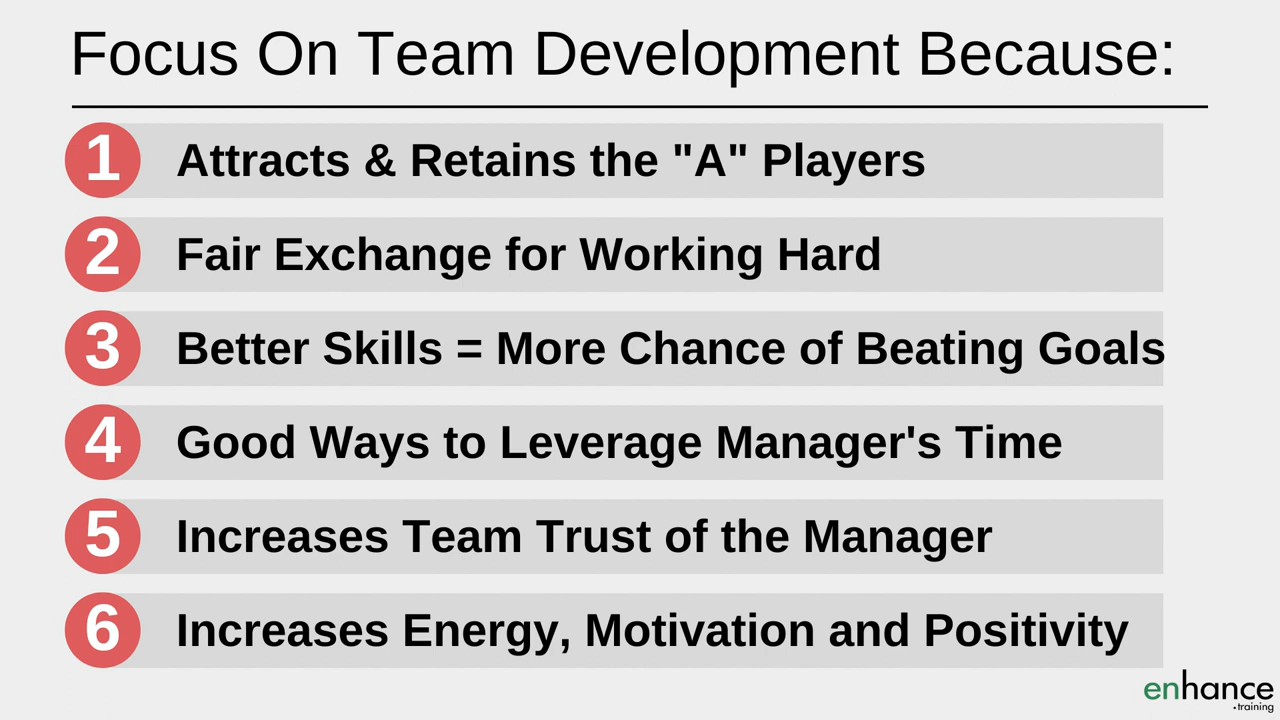 Focus On Team Development Because:
1 Attracts & Retains the "A" Players
2 Fair Exchange for Working Hard
3 Better Skills = More Chance of Beating Goals
4 Good Ways to Leverage Manager's Time
5 Increases Team Trust of the Manager
6 Increases Energy, Motivation and Positivity
enhance
.training